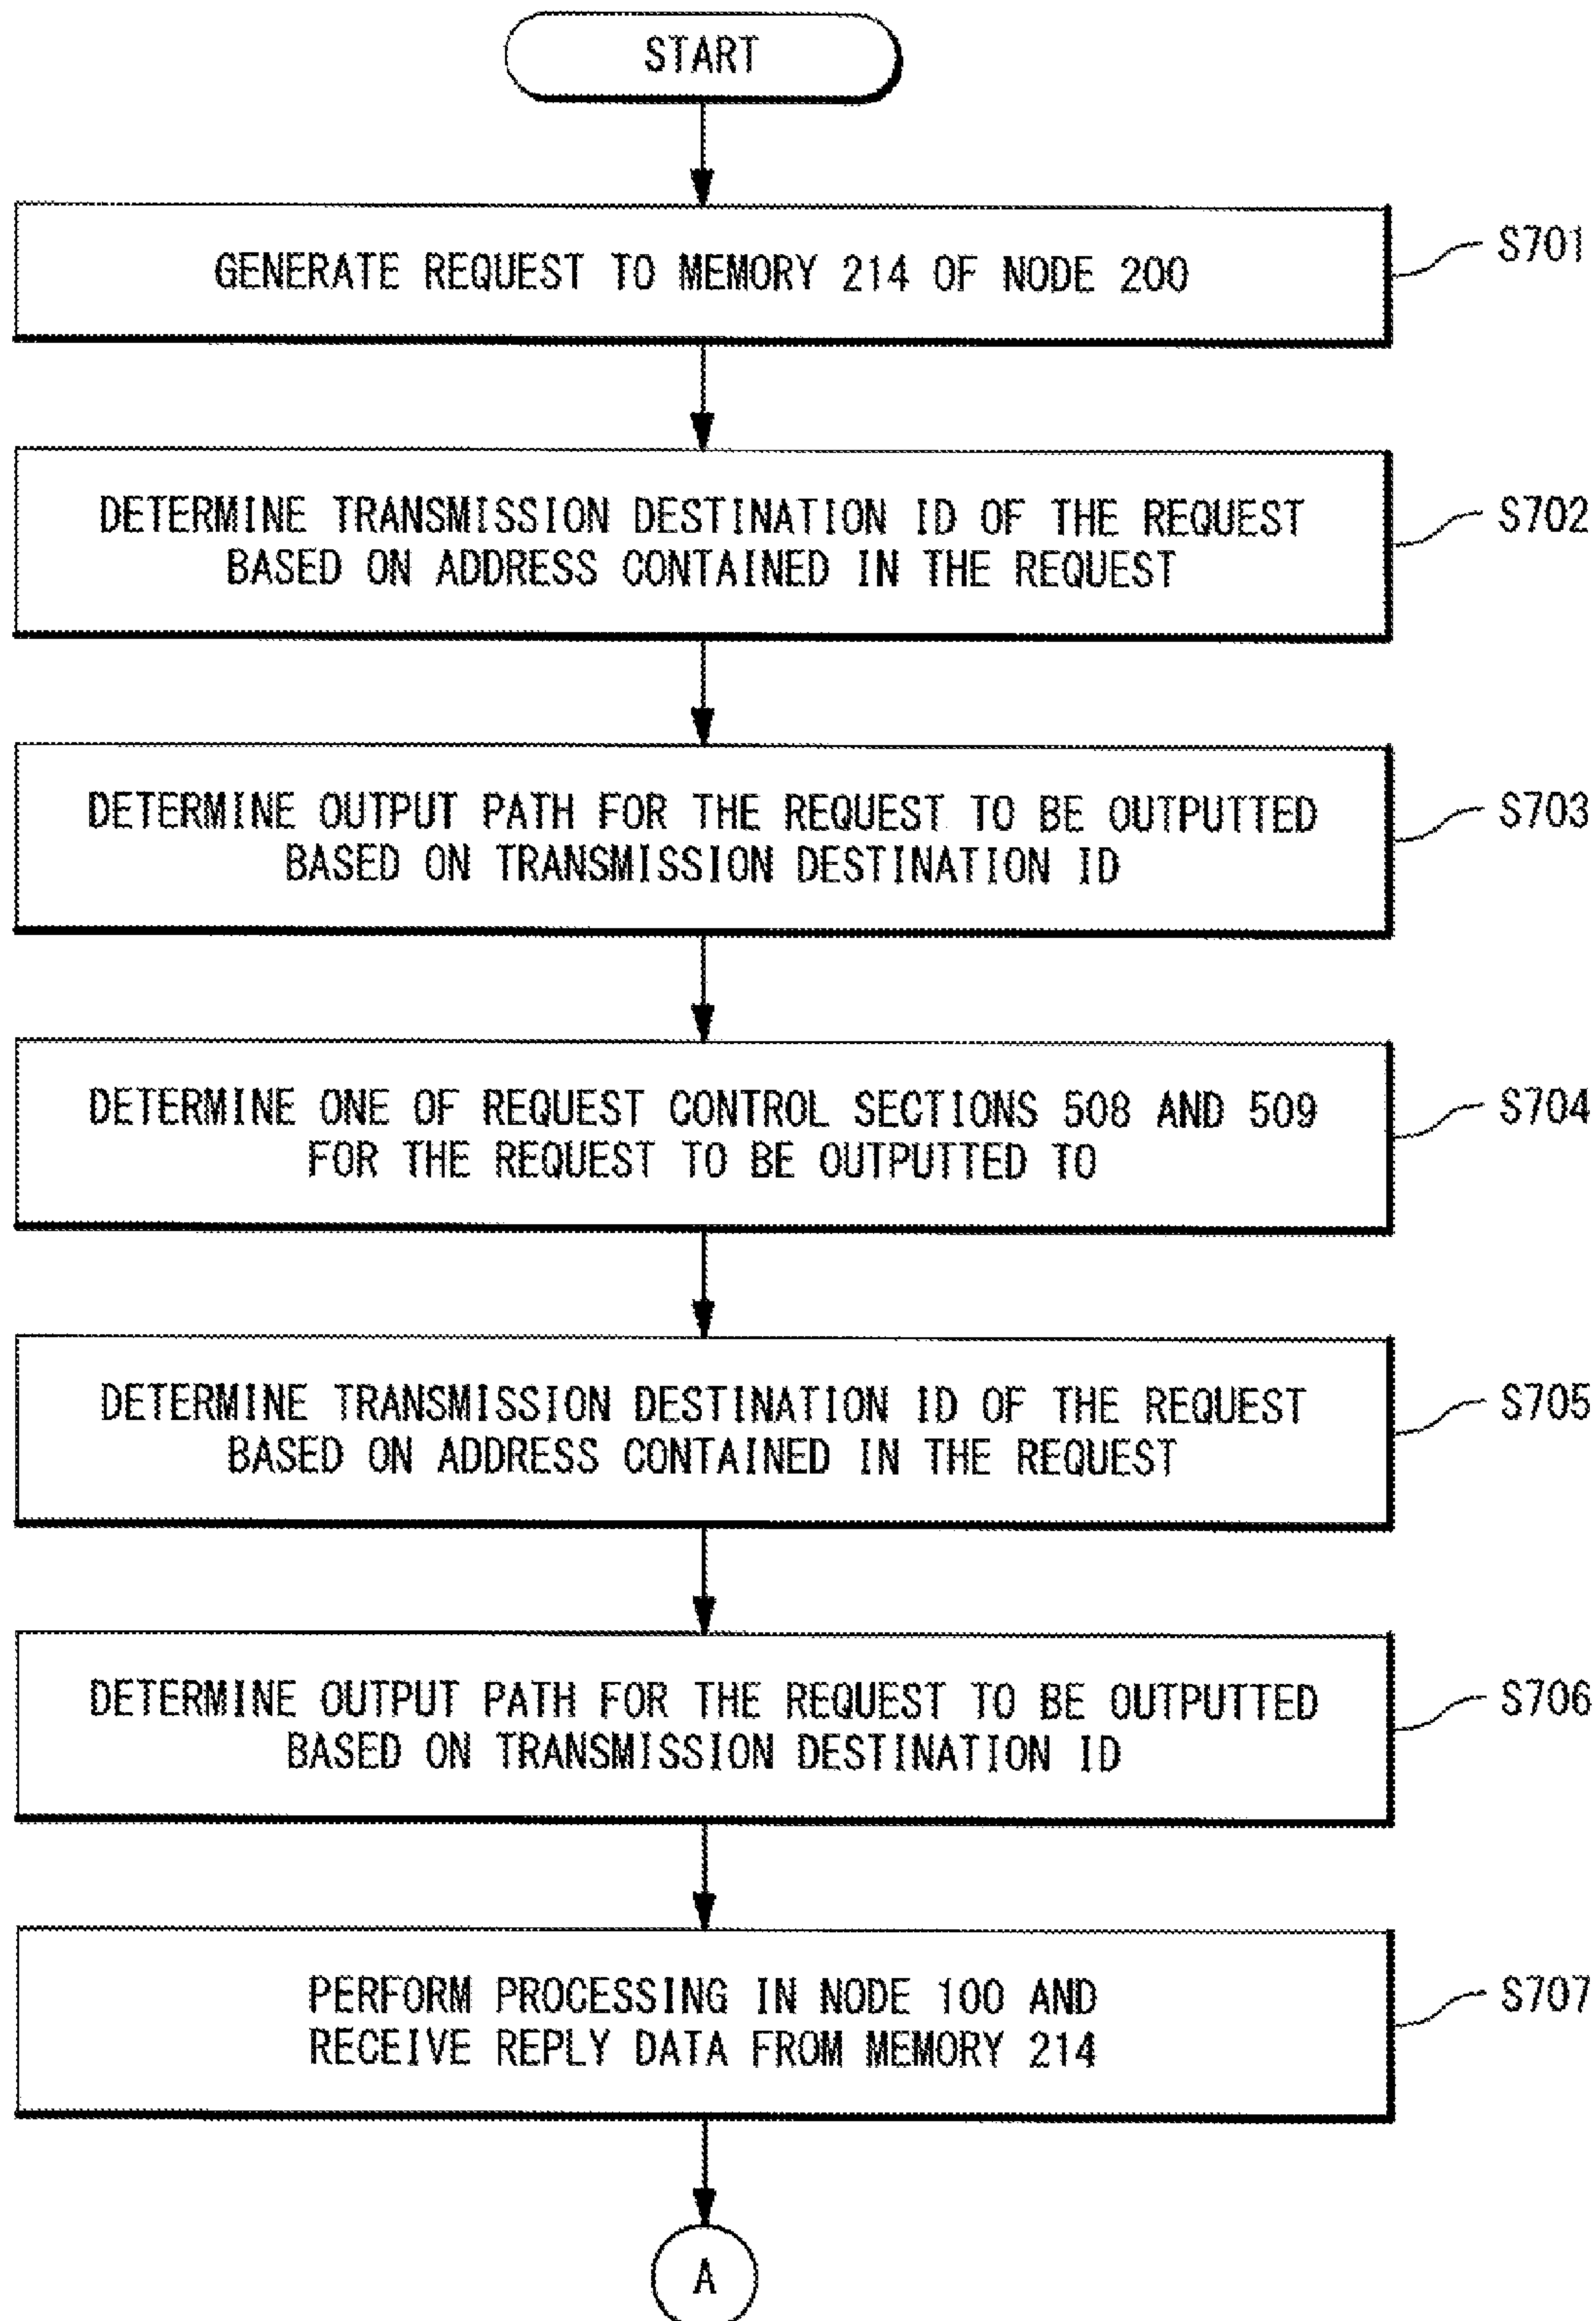 START
GENERATE REQUEST TO MEMORY 214 OF NODE 200
S701
DETERMINE TRANSMISSION DESTINATION ID OF THE REQUEST
BASED ON ADDRESS CONTAINED IN THE REQUEST
S702
DETERMINE OUTPUT PATH FOR THE REQUEST TO BE OUTPUTTED
BASED ON TRANSMISSION DESTINATION ID
S703
DETERMINE ONE OF REQUEST CONTROL SECTIONS 508 AND 509
FOR THE REQUEST TO BE OUTPUTTED TO
S704
DETERMINE TRANSMISSION DESTINATION ID OF THE REQUEST
BASED ON ADDRESS CONTAINED IN THE REQUEST
S705
DETERMINE OUTPUT PATH FOR THE REQUEST TO BE OUTPUTTED
BASED ON TRANSMISSION DESTINATION ID
S706
PERFORM PROCESSING IN NODE 100 AND
RECEIVE REPLY DATA FROM MEMORY 214
S707
A